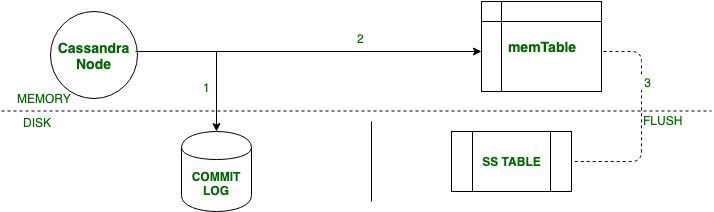 Cassandra
Node
2
memTable
1
3
MEMORY
DISK
FLUSH
COMMIT
LOG
SS TABLE